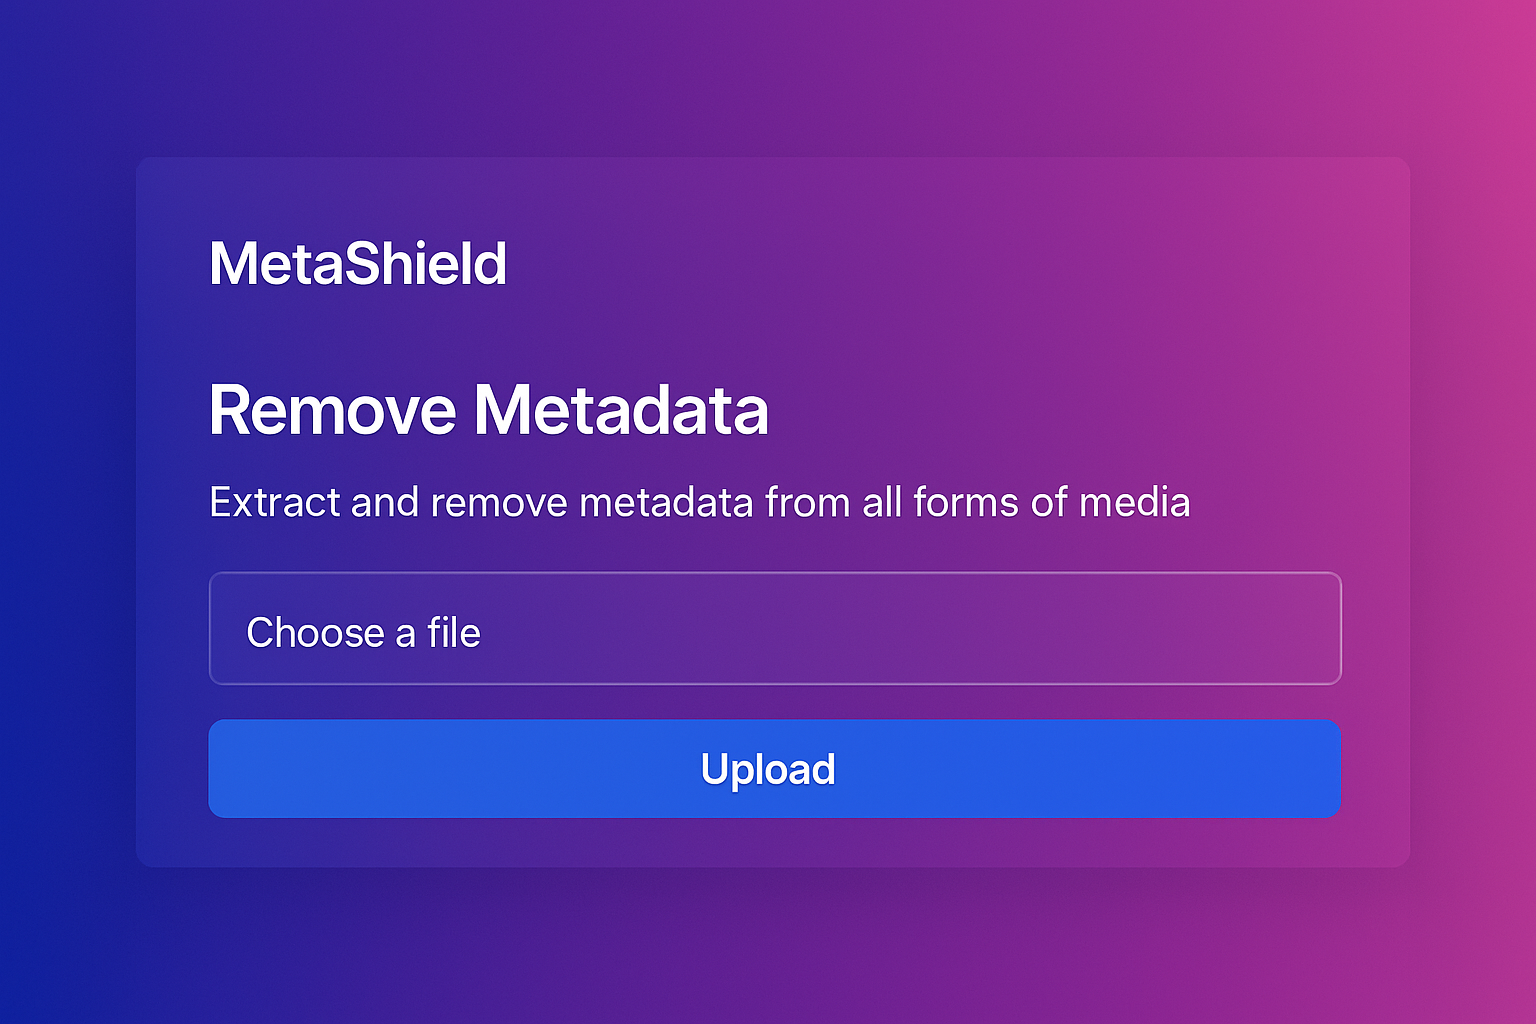 MetaShield
Remove Metadata
Extract and remove metadata from all forms of media
Choose a file
Upload